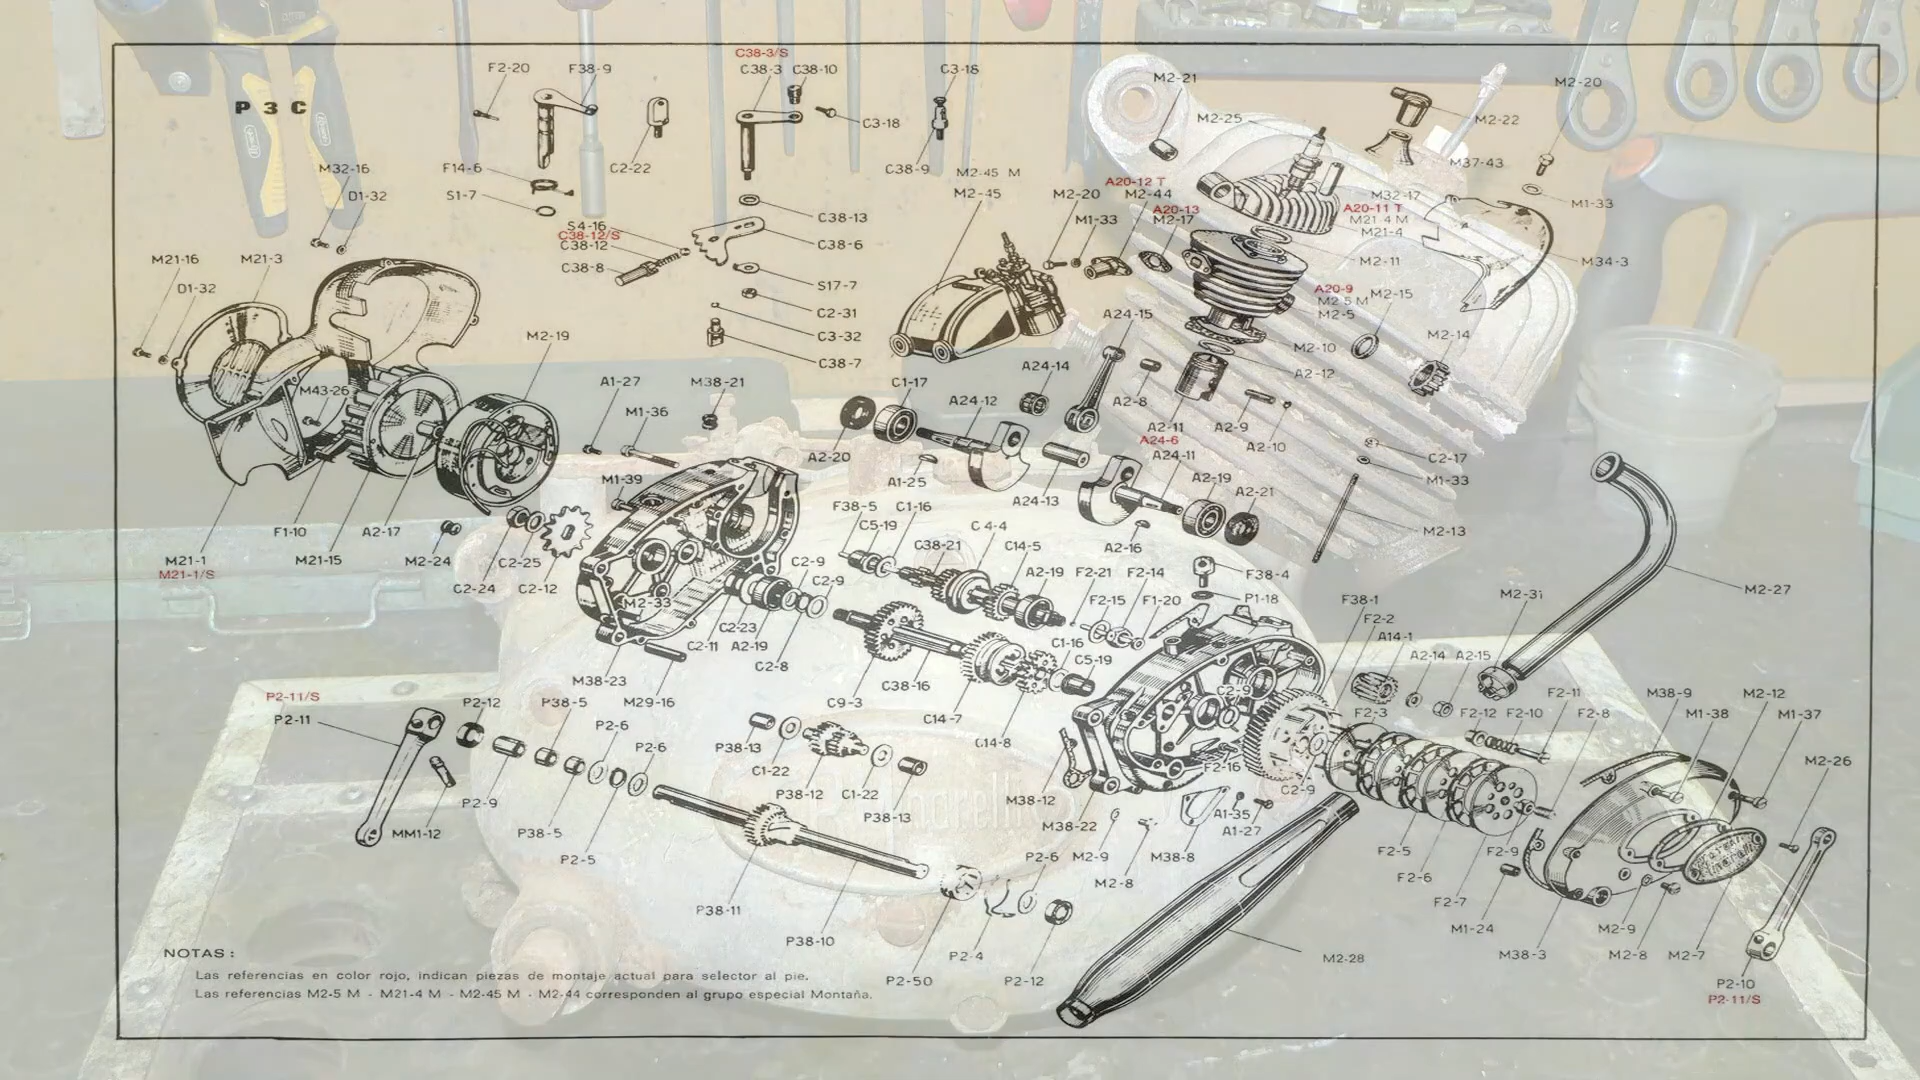 C38-3/S
F2-20 F38-9 C38-3 C38-10 C3-18 M2-21 M2-20
P 3 C
M2-25 M2-22
C3-18
M32-16 F14-6 C2-22 C38-9 M2-45 M M37-43
D1-32 S1-7 M2-45 M2-20 A20-12 T M2-44 M32-17 M1-33
A20-13 A20-11 T
S4-16 C38-13 M1-33 M2-17 M21-4 M
C38-12/S M21-4
C38-12 C38-6
M21-16 M21-3 C38-8 M2-11 M34-3
D1-32 S17-7 A20-9
M2-5 M M2-15
C2-31 A24-15 M2-5
M2-19 C3-32 M2-10 M2-14
C38-7 A24-14 A2-12
M43-26 A1-27 M38-21 C1-17 A24-12 A2-8
M1-36 A2-11 A2-9
A24-6 A2-10
A2-20 A24-11 C2-17
M1-39 A1-25 A24-13 A2-19 A2-21 M1-33
F38-5 C1-16
F1-10 A2-17 C5-19 C 4-4 M2-13
M21-1 M21-15 M2-24 C2-25 C38-21 C14-5 A2-16
M21-1/S C2-24 C2-12 C2-9 C2-9 A2-19 F2-21 F2-14 F38-4
M2-33 F2-15 F1-20 P1-18 F38-1 M2-31 M2-27
C2-23 F2-2
C2-11 A2-19 C1-16 A14-1
C2-8 C5-19 A2-14 A2-15
M38-23 C38-16 C2-9
P2-11/S P2-12 P38-5 M29-16 C9-3 F2-11 M38-9 M2-12
P2-11 P2-6 C14-7 F2-3 F2-12 F2-10 F2-8 M1-38 M1-37
P2-6 P38-13 C14-8
C1-22 F2-16 M2-26
P2-9 P38-12 C1-22 M38-12 C2-9
MM1-12 P38-5 P38-13 M38-22 A1-35
A1-27
P2-5 P2-6 M2-9 M38-8 F2-5 F2-9
M2-8 F2-6
P38-11 F2-7
P38-10 M1-24 M2-9
NOTAS:
P2-4 M2-28 M38-3 M2-8 M2-7
Las referencias en color rojo, indican piezas de montaje actual para selector al pie.
P2-50 P2-12 P2-10
Las referencias M2-5 M - M21-4 M - M2-45 M - M2-44 corresponden al grupo especial Montaña.
P2-11/S